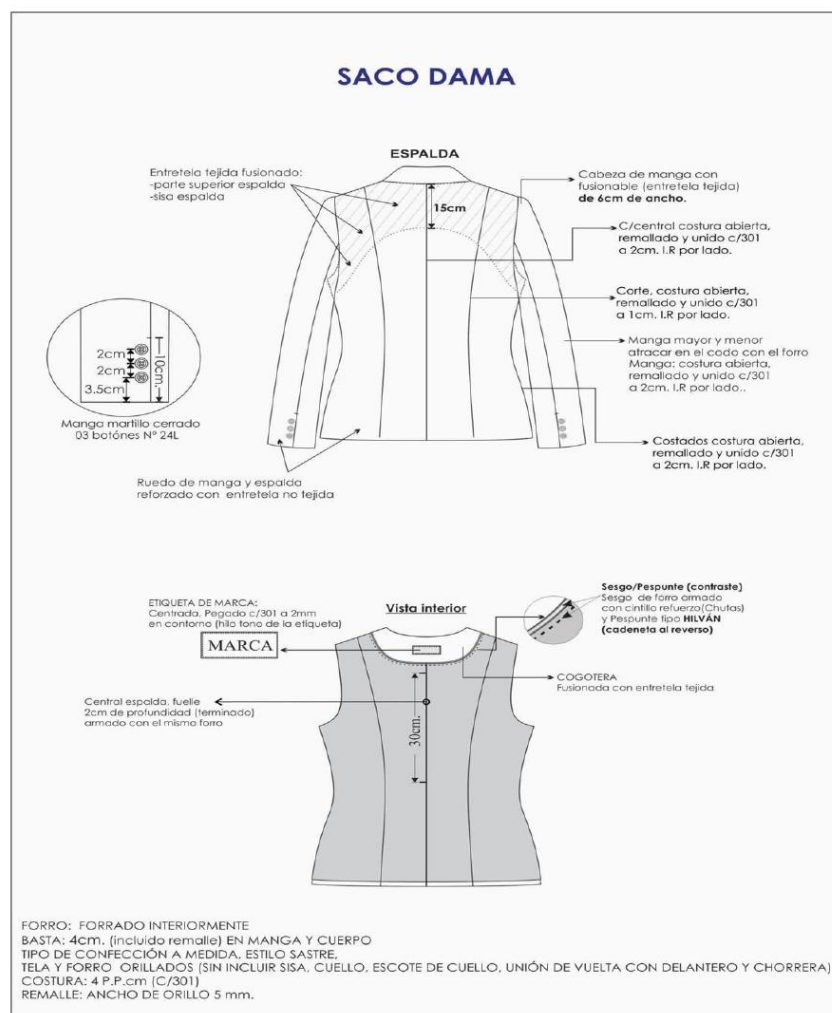 SACO DAMA
ESPALDA
Entretela tejida fusionado:
-parte superior espalda
-sisa espalda
15cm
Cabeza de manga con
fusionable (entretela tejida)
de 6cm de ancho.
C/central costura abierta,
remallado y unido c/301
a 2cm. I.R por lado.
Corte, costura abierta,
remallado y unido c/301
a 1cm. I.R por lado.
Manga mayor y menor
atracar en el codo con el forro
Manga: costura abierta,
remallado y unido c/301
a 2cm. I.R por lado..
Costados costura abierta,
remallado y unido c/301
a 2cm. I.R por lado.
2cm
2cm
3.5cm
10cm.
Manga martillo cerrado
03 botónes N° 24L
Ruedo de manga y espalda
reforzado con entretela no tejida
ETIQUETA DE MARCA:
Centrada. Pegado c/301 a 2mm
en contorno (hilo tono de la etiqueta)
MARCA
Vista interior
Sesgo/Pespunte (contraste)
Sesgo de forro armado
con cintillo refuerzo(Chutas)
y Pespunte tipo HILVÁN
(cadeneta al reverso)
COGOTERA
Fusionada con entretela tejida
Central espalda, fuelle
2cm de profundidad (terminado)
armado con el mismo forro
30cm.
FORRO: FORRADO INTERIORMENTE
BASTA: 4cm. (incluido remalle) EN MANGA Y CUERPO
TIPO DE CONFECCIÓN A MEDIDA, ESTILO SASTRE,
TELA Y FORRO ORILLADOS (SIN INCLUIR SISA, CUELLO, ESCOTE DE CUELLO, UNIÓN DE VUELTA CON DELANTERO Y CHORRERA)
COSTURA: 4 P.P.cm (C/301)
REMALLE: ANCHO DE ORILLO 5 mm.